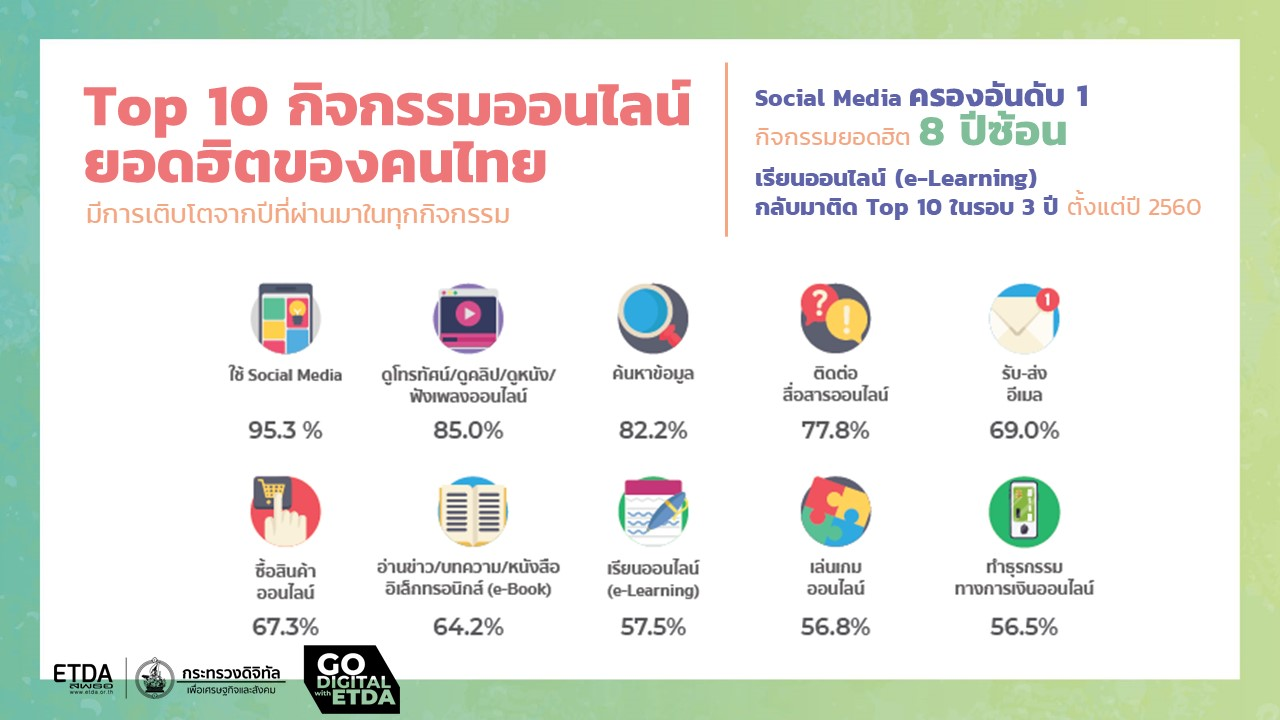 Top 10 กิจกรรมออนไลน์
ยอดฮิตของคนไทย
มีการเติบโตจากปีที่ผ่านมาในทุกกิจกรรม
Social Media ครองอันดับ 1
กิจกรรมยอดฮิต 8 ปีซ้อน
เรียนออนไลน์ (e-Learning)
กลับมาติด Top 10 ในรอบ 3 ปี ตั้งแต่ปี 2560
ใช้ Social Media
95.3 %
ดูโทรทัศน์/ดูคลิป/ดูหนัง/
ฟังเพลงออนไลน์
85.0%
ค้นหาข้อมูล
82.2%
? !
ติดต่อ
สื่อสารออนไลน์
77.8%
1
รับ-ส่ง
อีเมล
69.0%
ซื้อสินค้า
ออนไลน์
67.3%
อ่านข่าว/บทความ/หนังสือ
อิเล็กทรอนิกส์ (e-Book)
64.2%
เรียนออนไลน์
(e-Learning)
57.5%
เล่นเกม
ออนไลน์
56.8%
ทำธุรกรรม
ทางการเงินออนไลน์
56.5%
ETDA
สพธอ
www.etda.or.th
กระทรวงดิจิทัล
เพื่อเศรษฐกิจและสังคม
GO
DIGITAL
with ETDA